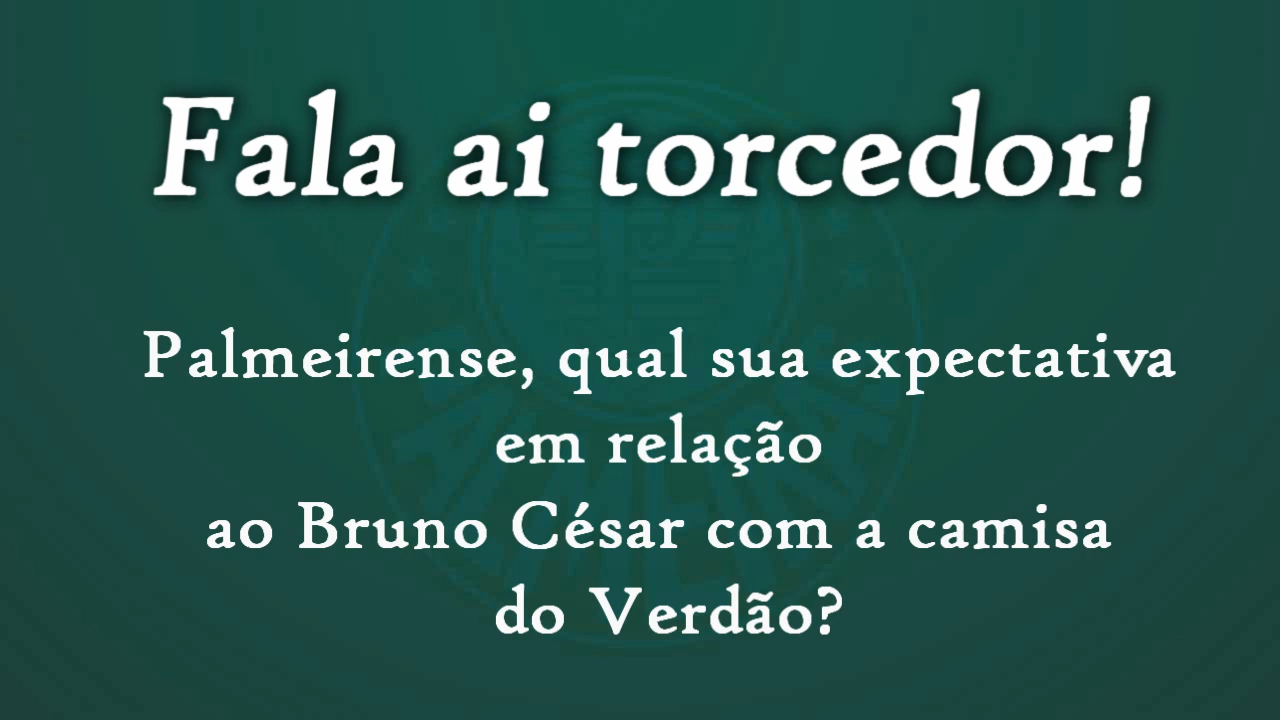 Fala ai torcedor!
Palmeirense, qual sua expectativa
em relação
ao Bruno César com a camisa
do Verdão?